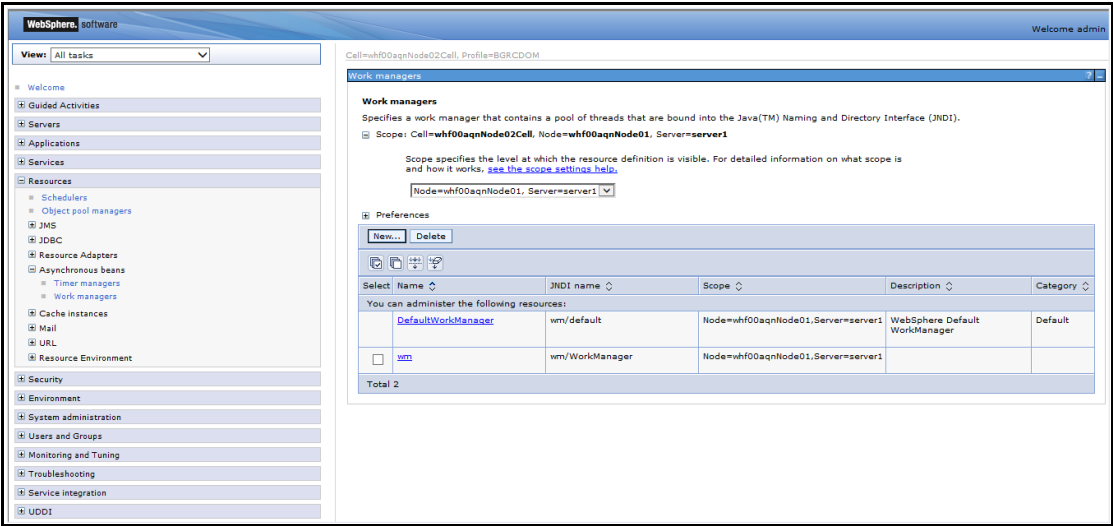 WebSphere. software
Welcome admin
View: All tasks
Cell=whf00aqnNode02Cell, Profile=BGRCDOM
Work managers
? -
Welcome
Guided Activities
Servers
Applications
Services
Resources
Schedulers
Object pool managers
JMS
JDBC
Resource Adapters
Asynchronous beans
Timer managers
Work managers
Cache instances
Mail
URL
Resource Environment
Security
Environment
System administration
Users and Groups
Monitoring and Tuning
Troubleshooting
Service integration
UDDI
Work managers
Specifies a work manager that contains a pool of threads that are bound into the Java(TM) Naming and Directory Interface (JNDI).
Scope: Cell=whf00aqnNode02Cell, Node=whf00aqnNode01, Server=server1
Scope specifies the level at which the resource definition is visible. For detailed information on what scope is
and how it works, see the scope settings help.
Node=whf00aqnNode01, Server=server1
Preferences
New... Delete
Select Name JNDI name Scope Description Category
You can administer the following resources:
DefaultWorkManager wm/default Node=whf00aqnNode01,Server=server1 WebSphere Default Default
WorkManager
wm wm/WorkManager Node=whf00aqnNode01,Server=server1
Total 2